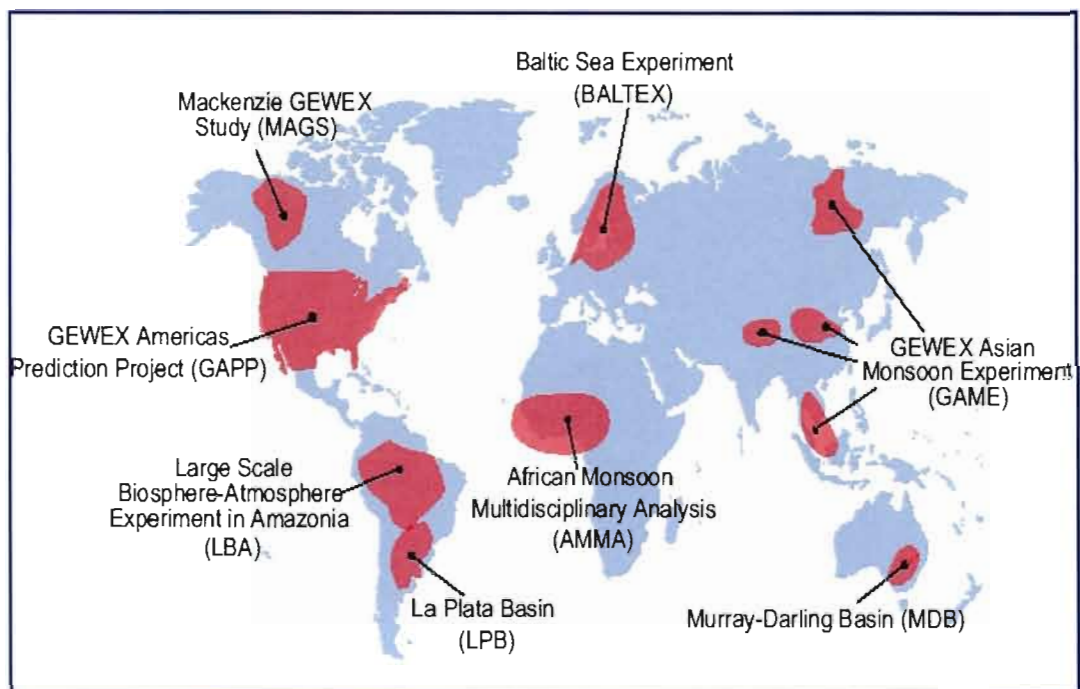 Baltic Sea Experiment
(BALTEX)
Mackenzie GEWEX
Study (MAGS)
GEWEX Americas
Prediction Project (GAPP)
GEWEX Asian
Monsoon Experiment
(GAME)
Large Scale
Biosphere-Atmosphere
Experiment in Amazonia
(LBA)
African Monsoon
Multidisciplinary Analysis
(AMMA)
La Plata Basin
(LPB)
Murray-Darling Basin (MDB)